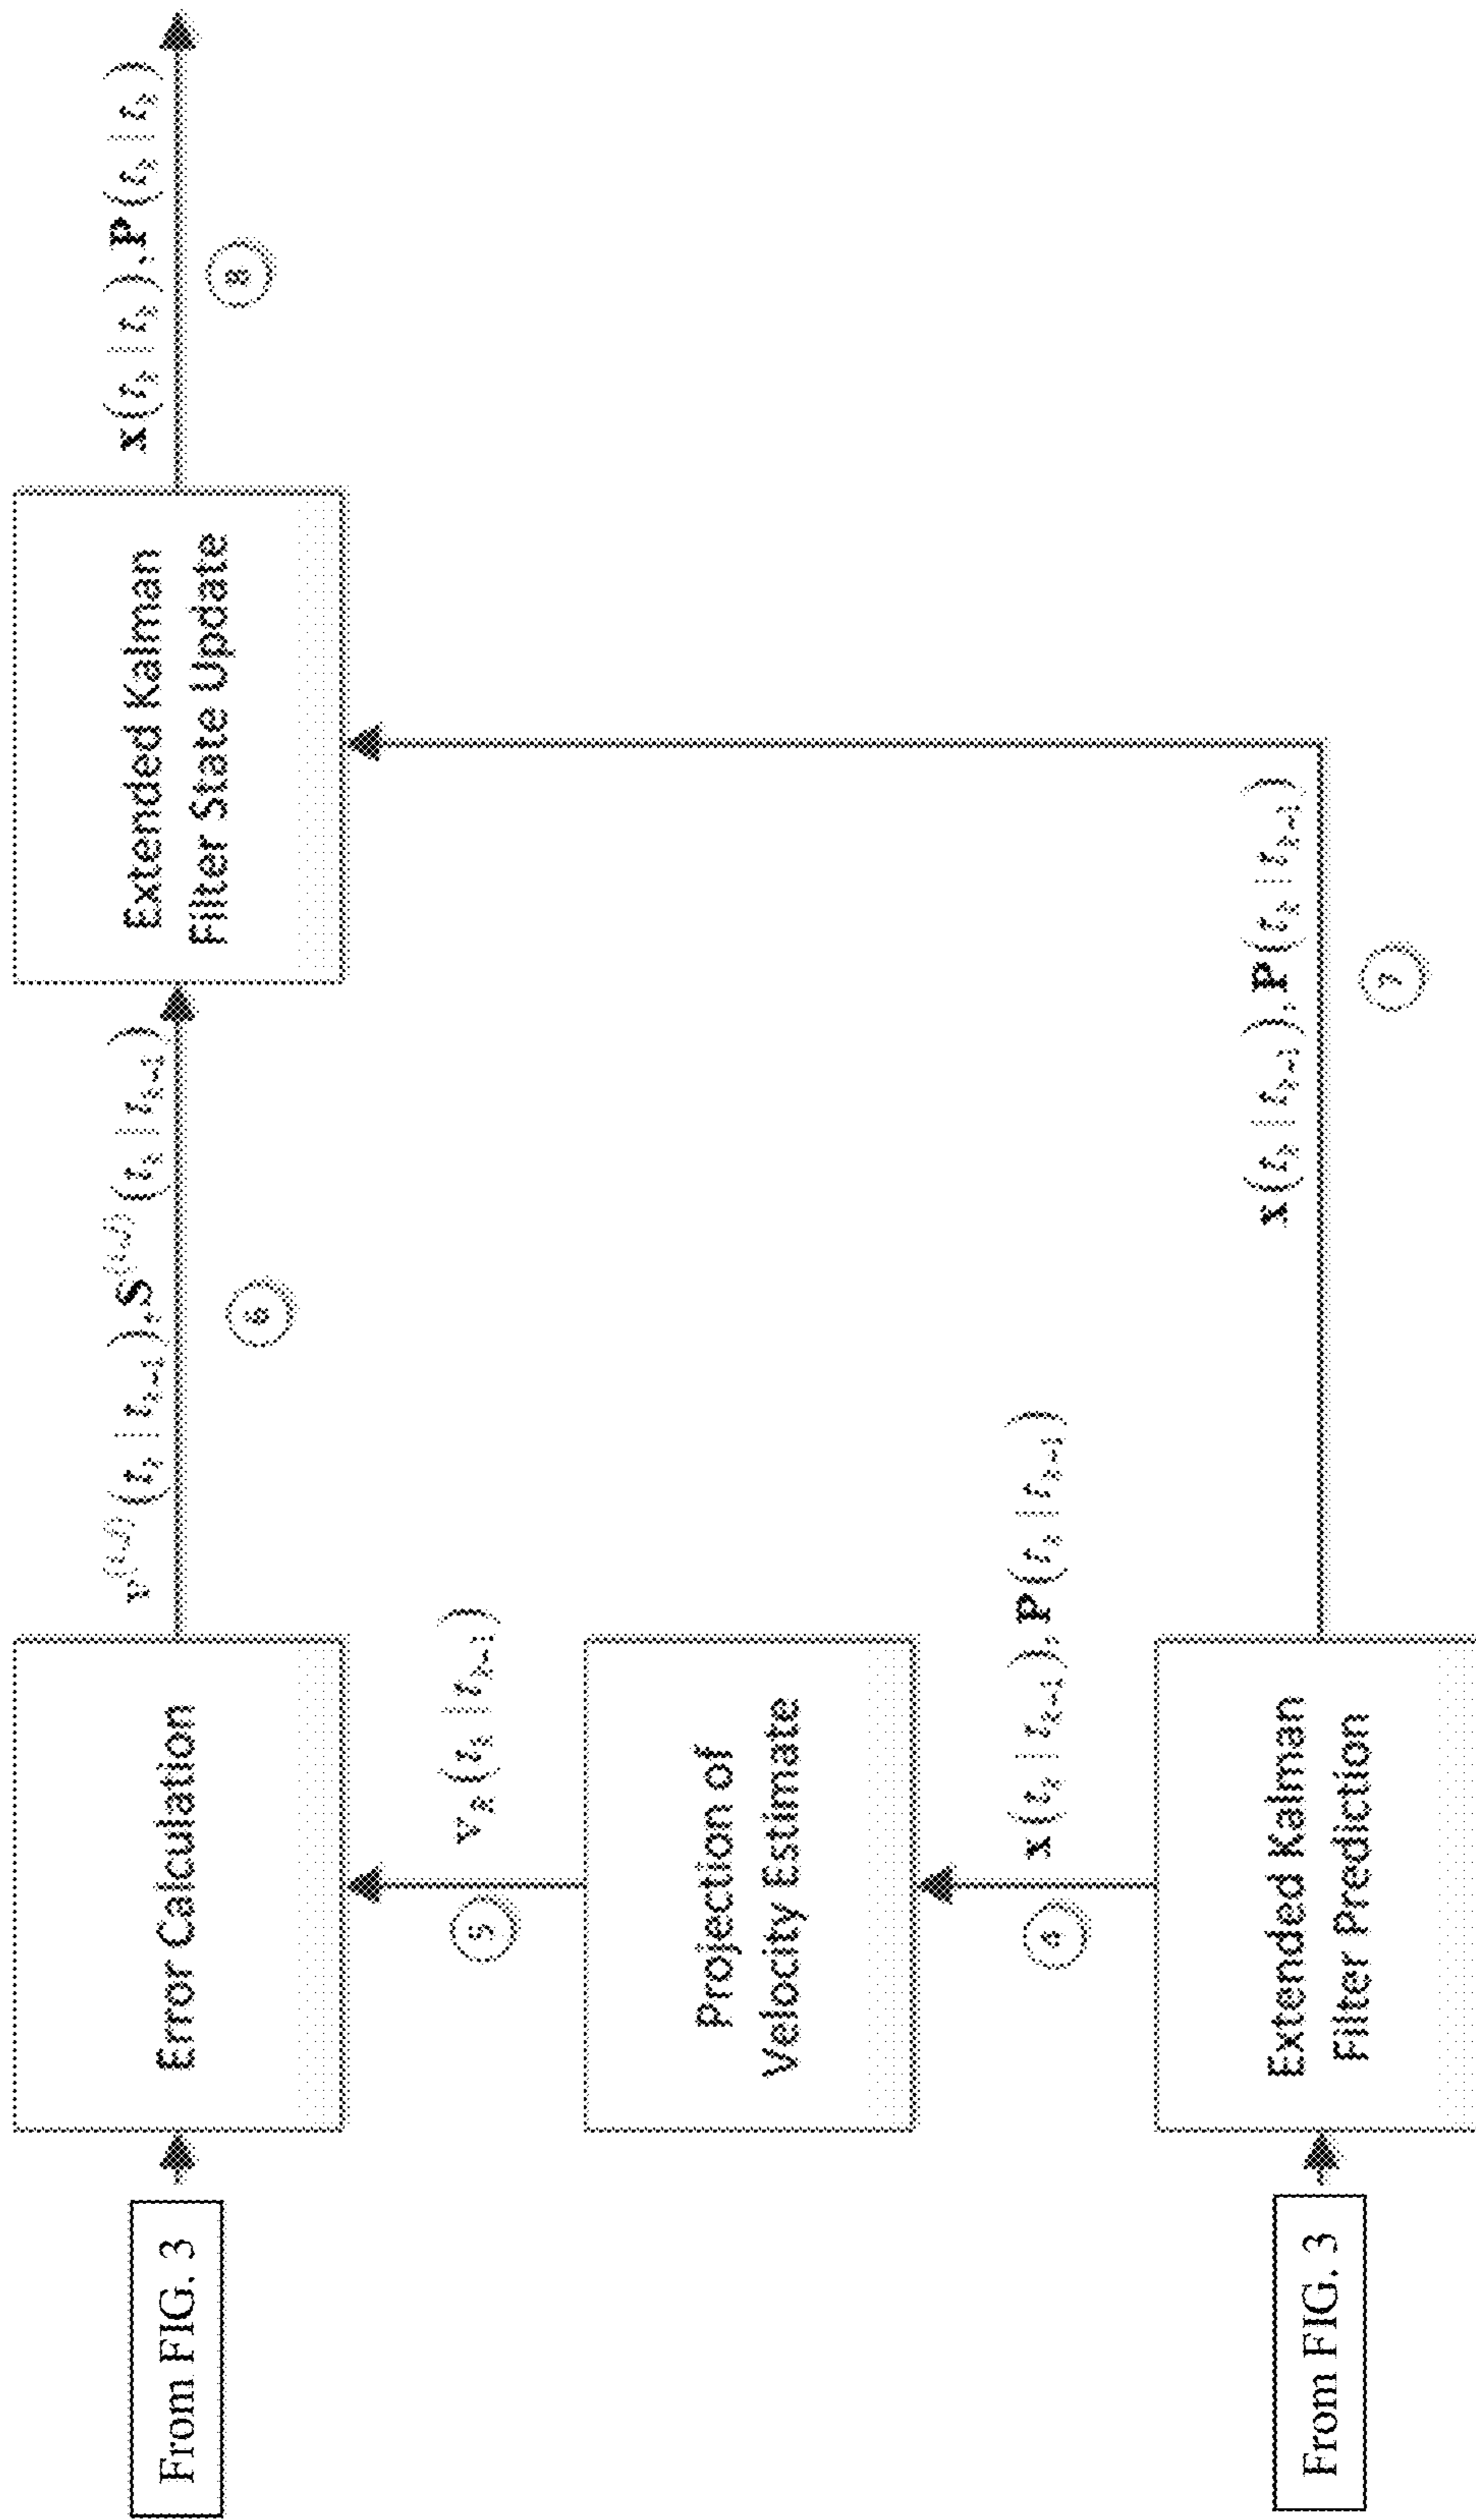 From FIG. 3
Error Calculation
6
Extended Kalman
Filter State Update
x(t_k | t_k), P(t_k | t_k)
8
5
v_R(t_k | t_{k-1})
Projection of
Velocity Estimate
4
x(t_k | t_{k-1}), P(t_k | t_{k-1})
From FIG. 3
Extended Kalman
Filter Prediction
x(t_k | t_{k-1}), P(t_k | t_{k-1})
7